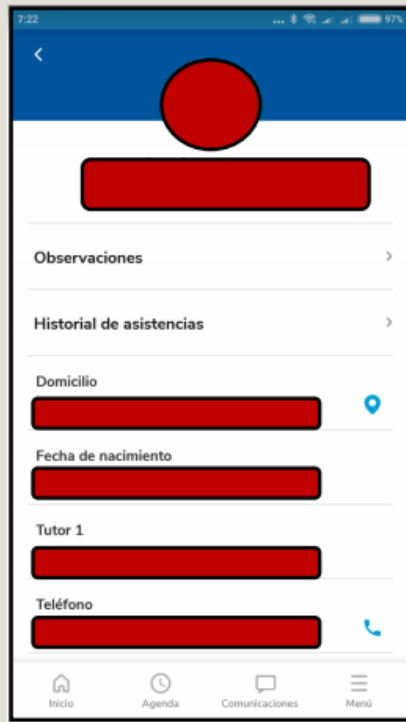 7:22 ... 97%
Observaciones
Historial de asistencias
Domicilio
Fecha de nacimiento
Tutor 1
Teléfono
Inicio Agenda Comunicaciones Menú